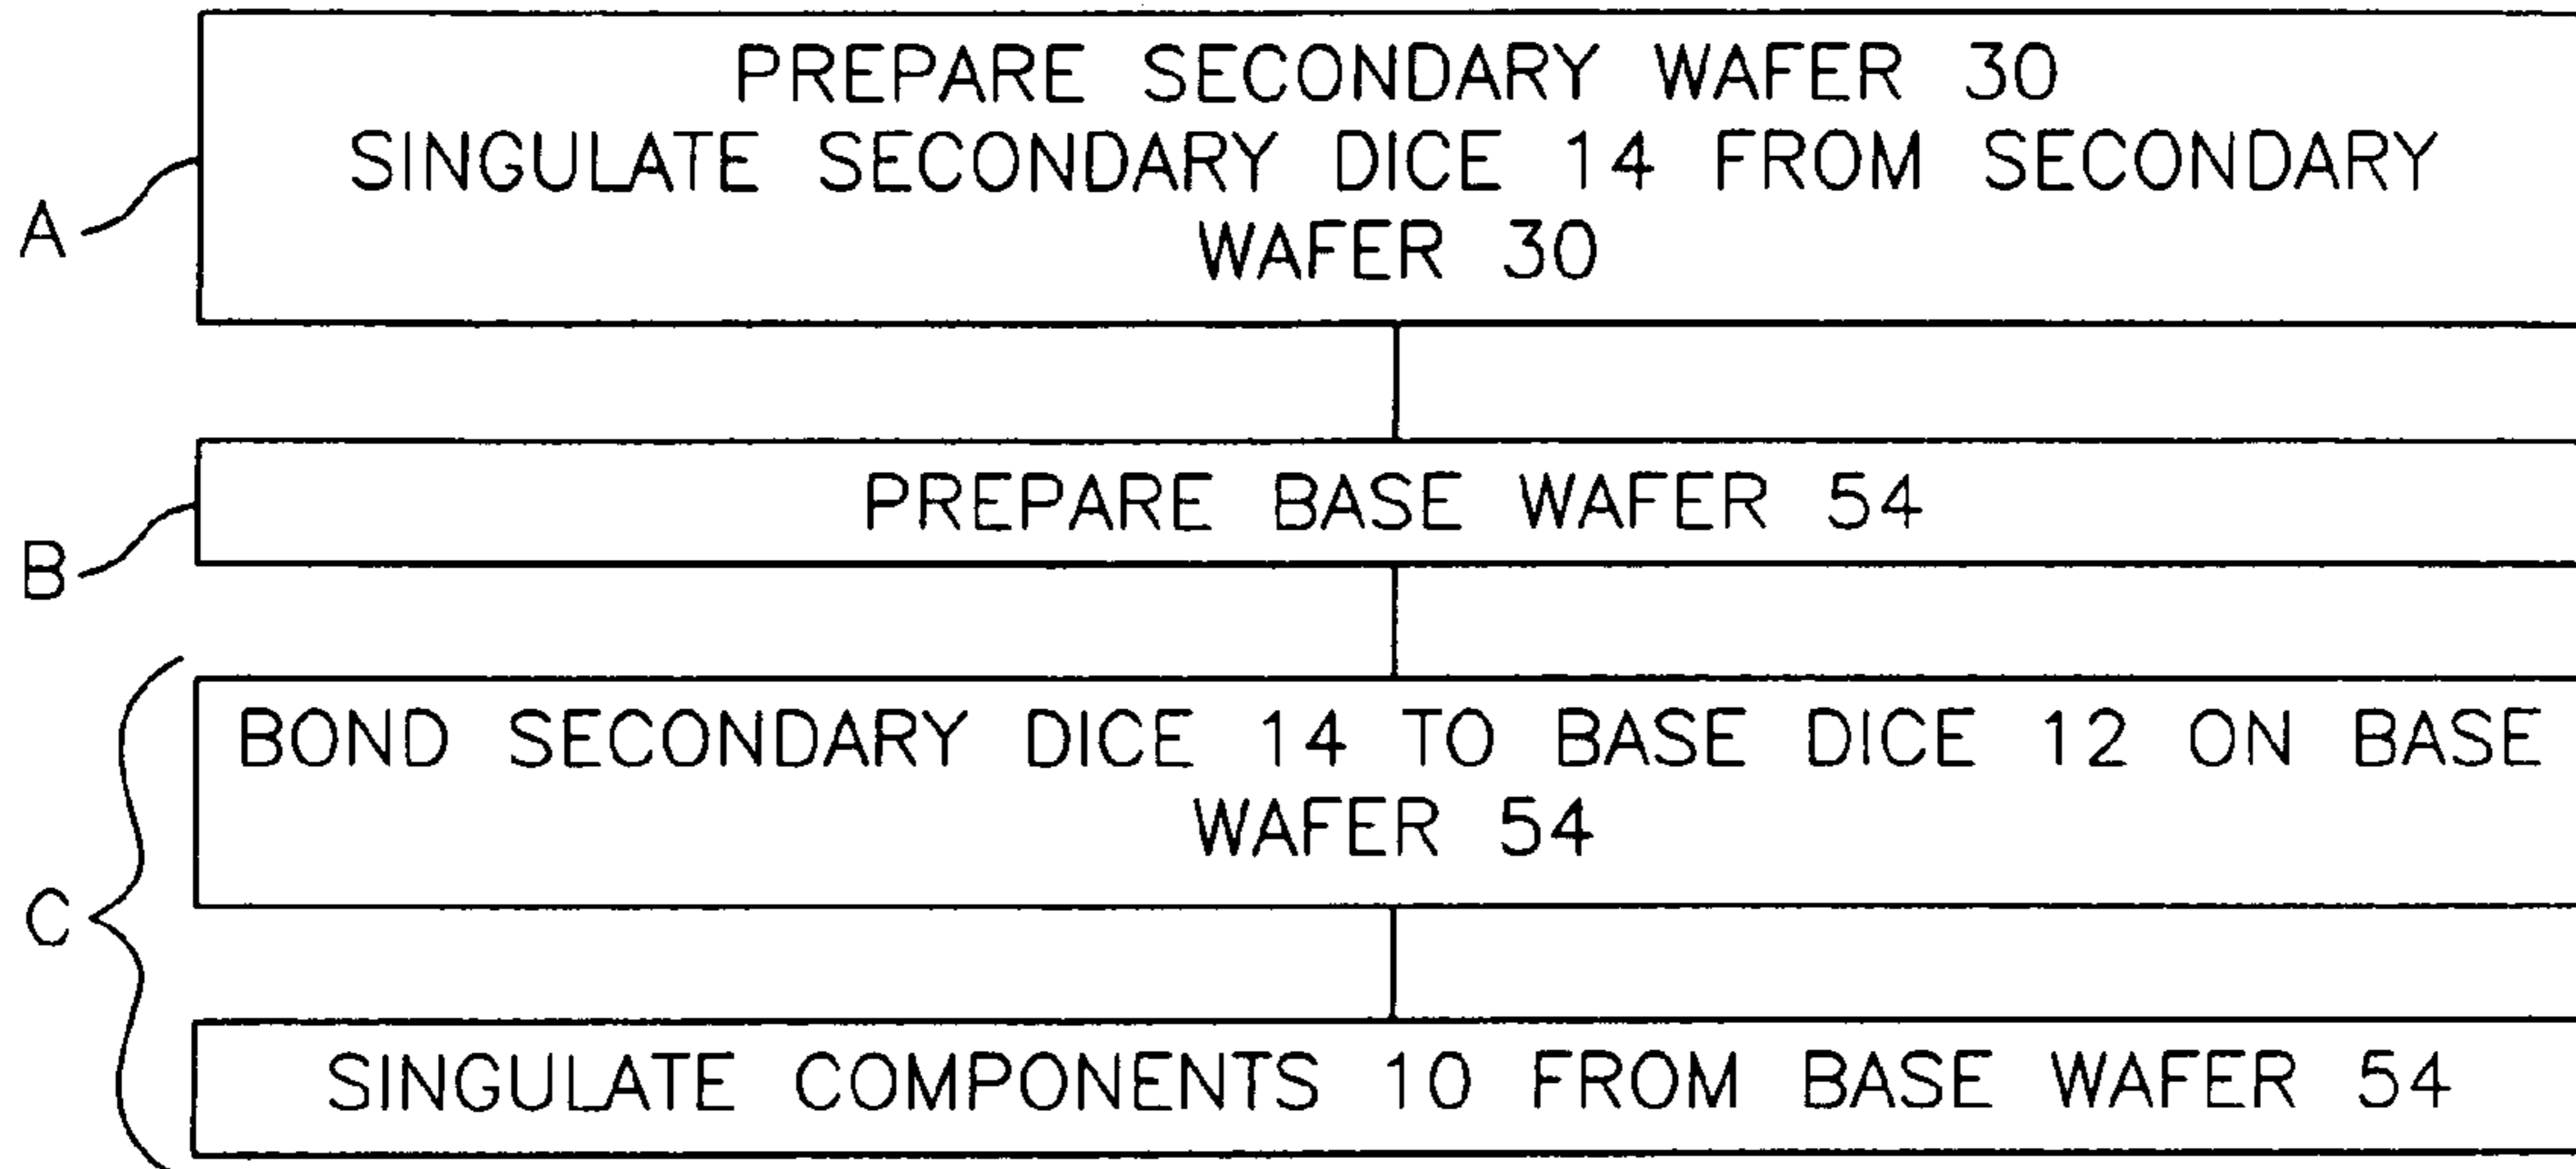 PREPARE SECONDARY WAFER 30
SINGULATE SECONDARY DICE 14 FROM SECONDARY
WAFER 30
A
PREPARE BASE WAFER 54
B
BOND SECONDARY DICE 14 TO BASE DICE 12 ON BASE
WAFER 54
C
SINGULATE COMPONENTS 10 FROM BASE WAFER 54